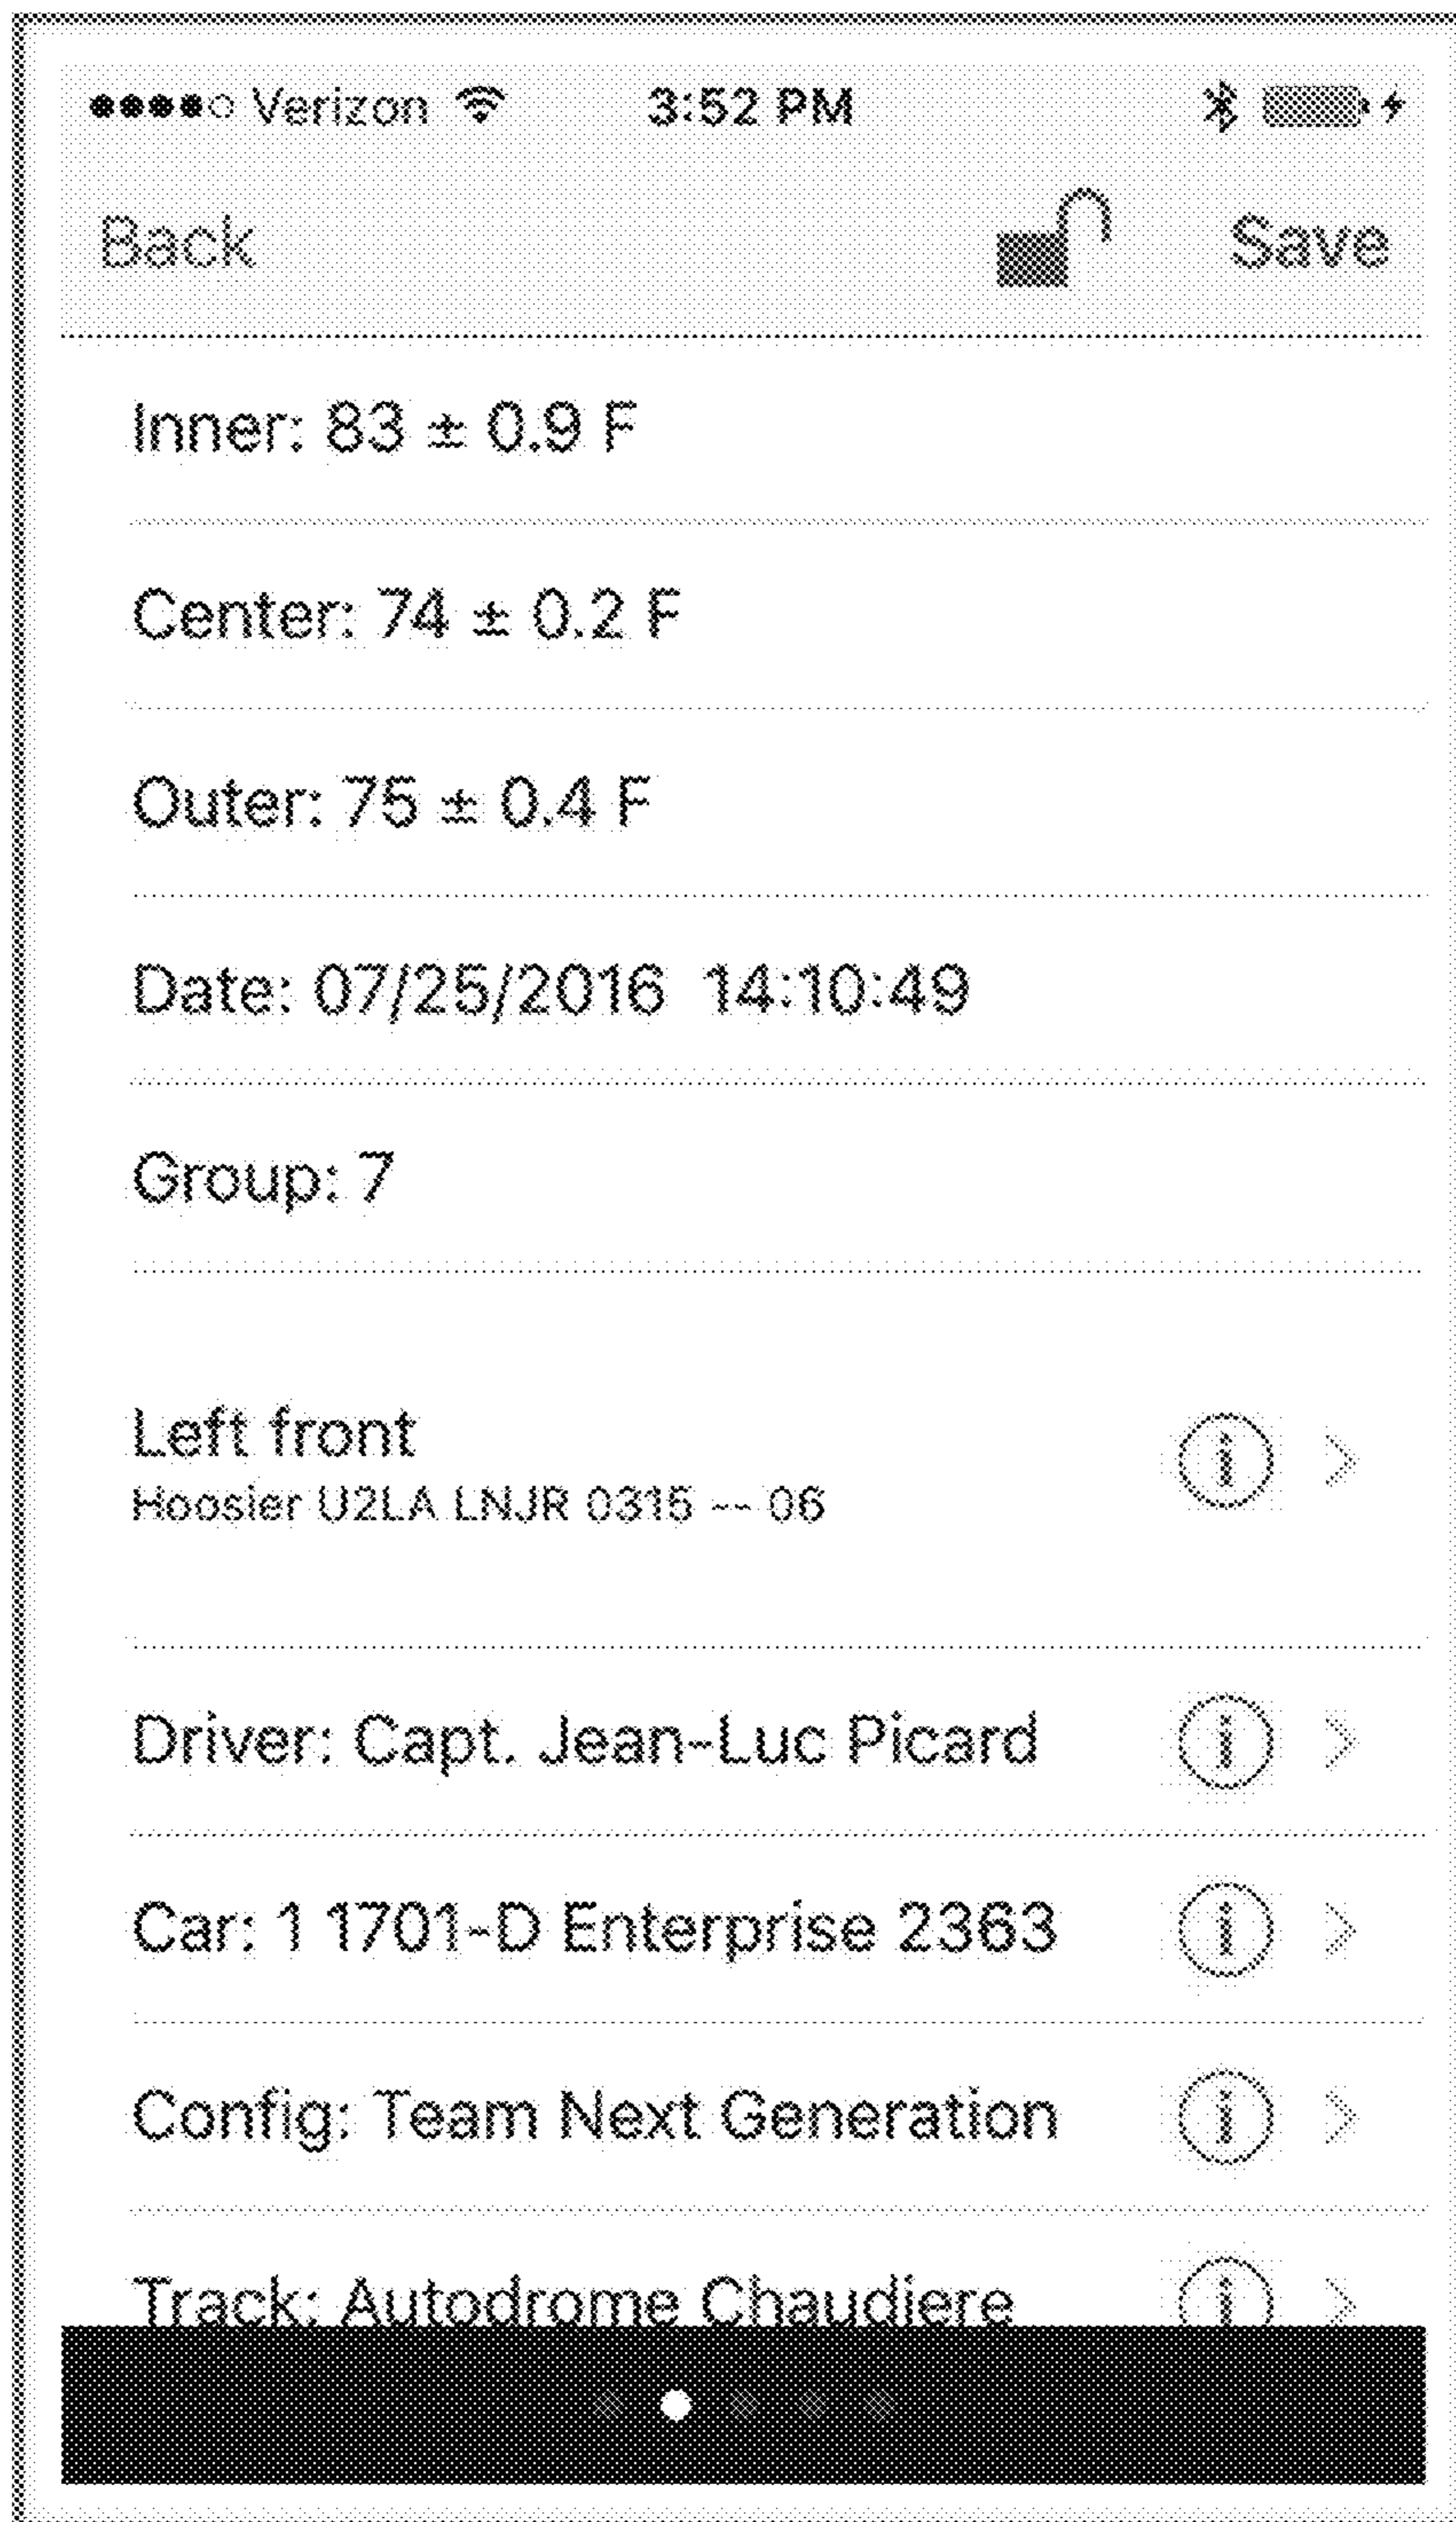 Verizon 3:52 PM
Back Save
Inner: 83 ± 0.9 F
Center: 74 ± 0.2 F
Outer: 75 ± 0.4 F
Date: 07/25/2016 14:10:49
Group: 7
Left front
Hoosier U2LA LNJR 0315 -- 06
Driver: Capt. Jean-Luc Picard
Car: 1 1701-D Enterprise 2363
Config: Team Next Generation
Track: Autodrome Chaudiere